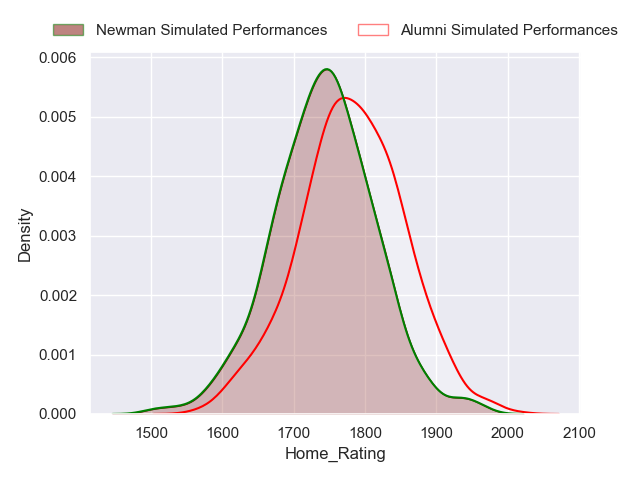 Newman Simulated Performances
Alumni Simulated Performances
0.006
0.005
0.004
0.003
0.002
0.001
0.000
Density
1500 1600 1700 1800 1900 2000 2100
Home_Rating